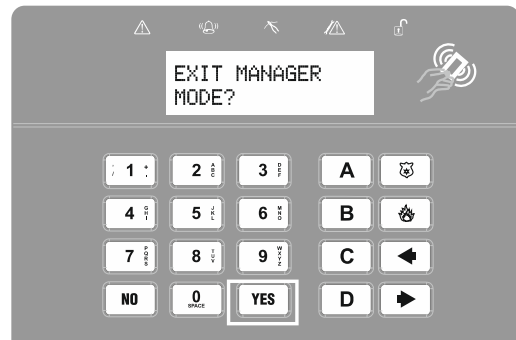 EXIT MANAGER
MODE?
1
2 ABC
3 DEF
A
4 GHI
5 JKL
6 MNO
B
7 PQRS
8 TUV
9 WXYZ
C
NO
0 SPACE
YES
D